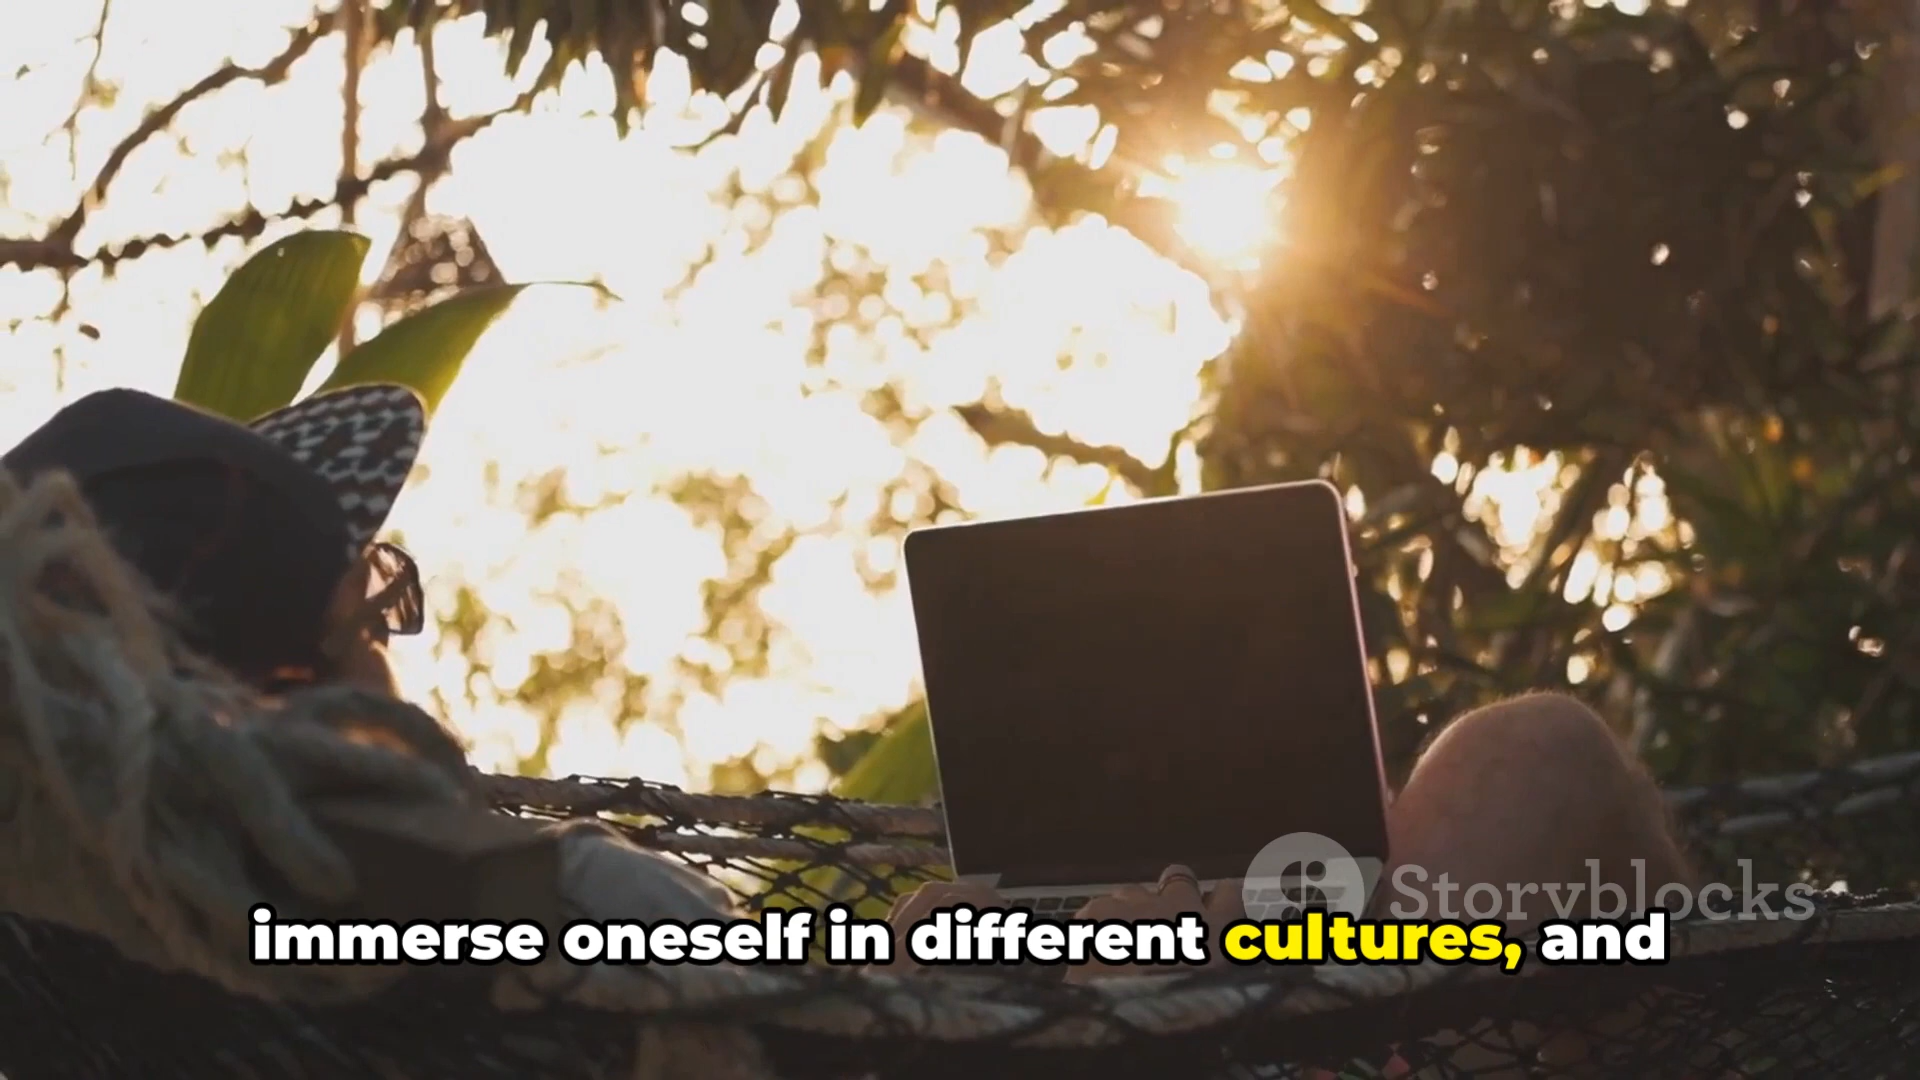 Storyblocks
immerse oneself in different cultures, and